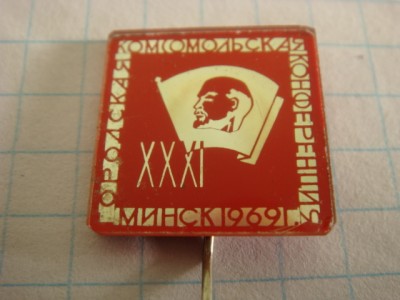 ГОРОДСКАЯ
КОМСОМОЛЬСКАЯ
КОНФЕРЕНЦИЯ
XXXI
МИНСК 1969 Г.